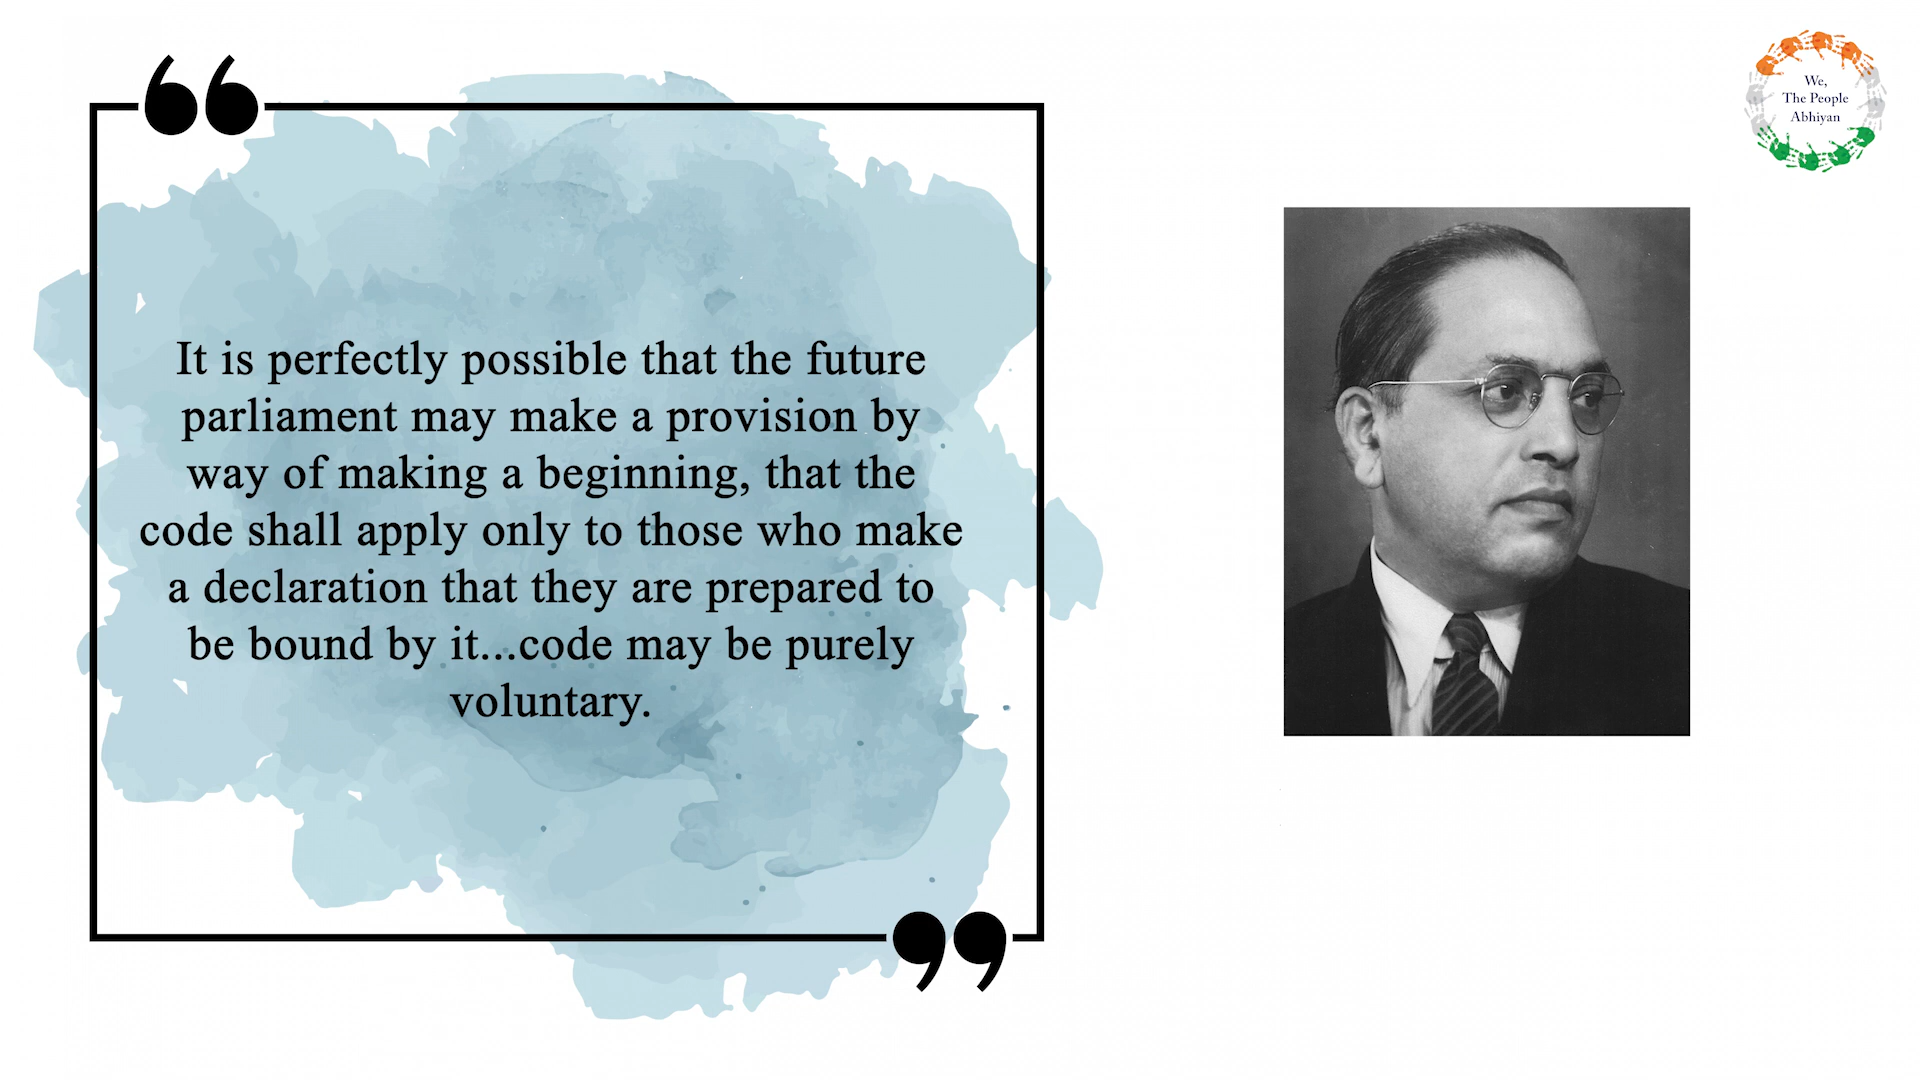 It is perfectly possible that the future
parliament may make a provision by
way of making a beginning, that the
code shall apply only to those who make
a declaration that they are prepared to
be bound by it...code may be purely
voluntary.
We,
The People
Abhiyan